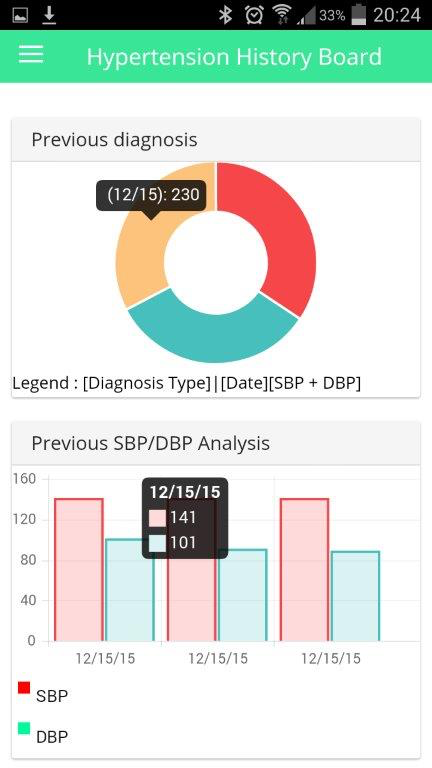 33% 20:24
Hypertension History Board
Previous diagnosis
(12/15): 230
Legend : [Diagnosis Type]|[Date][SBP + DBP]
Previous SBP/DBP Analysis
160
120
80
40
0
12/15/15
141
101
12/15/15 12/15/15 12/15/15
SBP
DBP